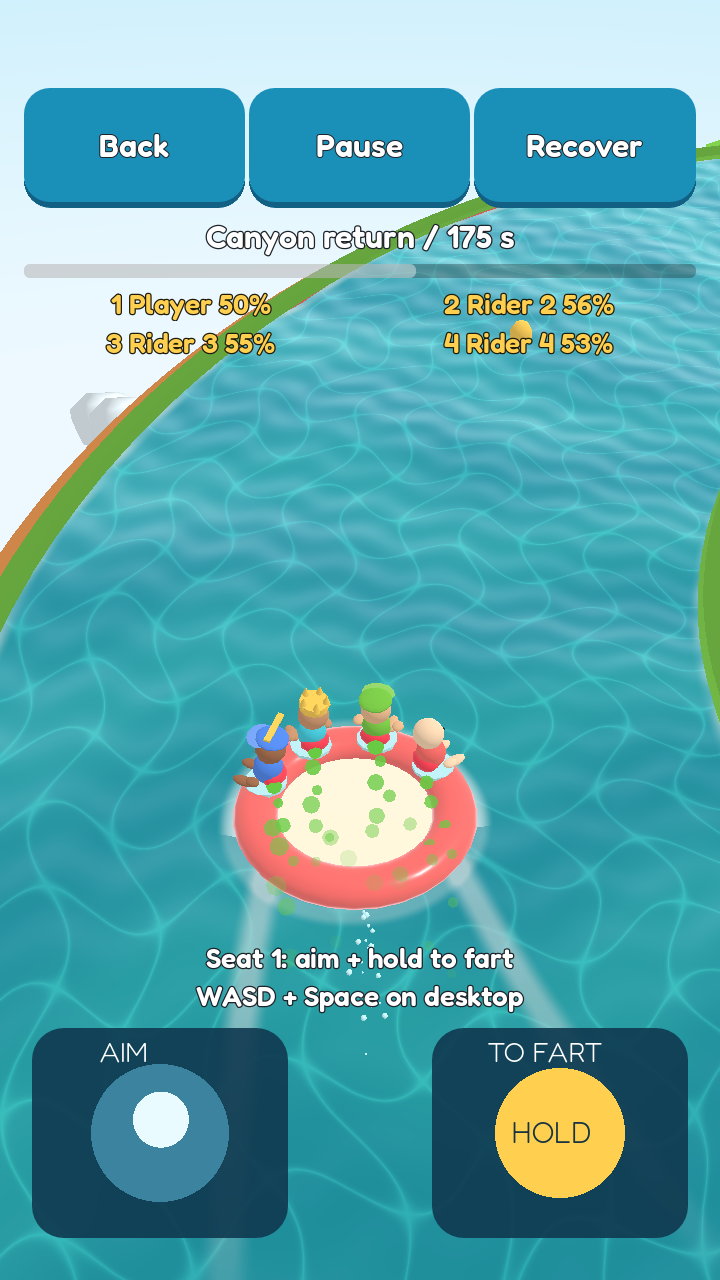 Back
Pause
Recover
Canyon return / 175 s
1 Player 50%
2 Rider 2 56%
3 Rider 3 55%
4 Rider 4 53%
Seat 1: aim + hold to fart
WASD + Space on desktop
AIM
TO FART
HOLD